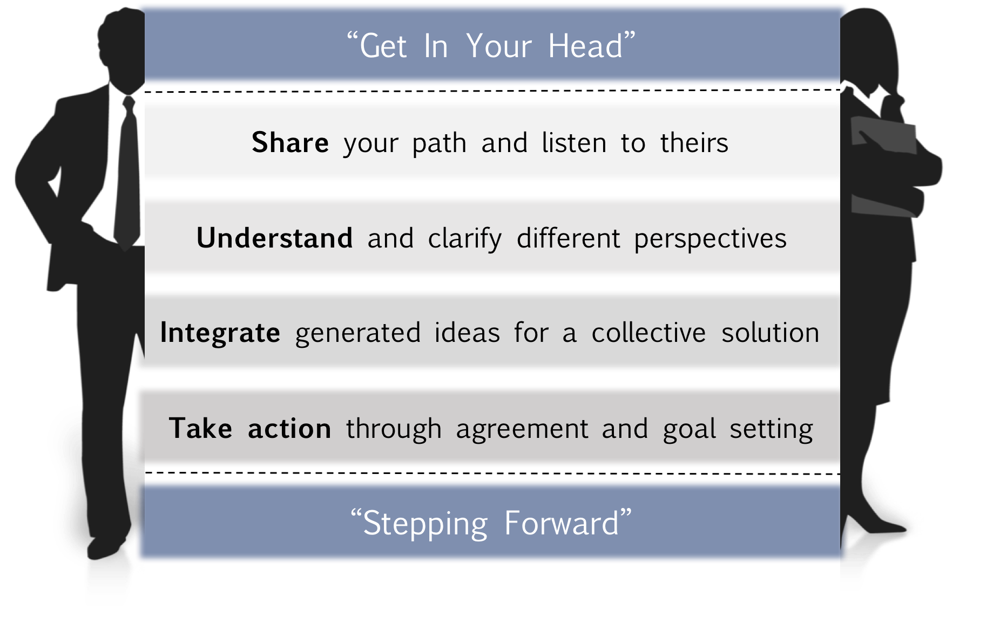 “Get In Your Head”
Share your path and listen to theirs
Understand and clarify different perspectives
Integrate generated ideas for a collective solution
Take action through agreement and goal setting
“Stepping Forward”